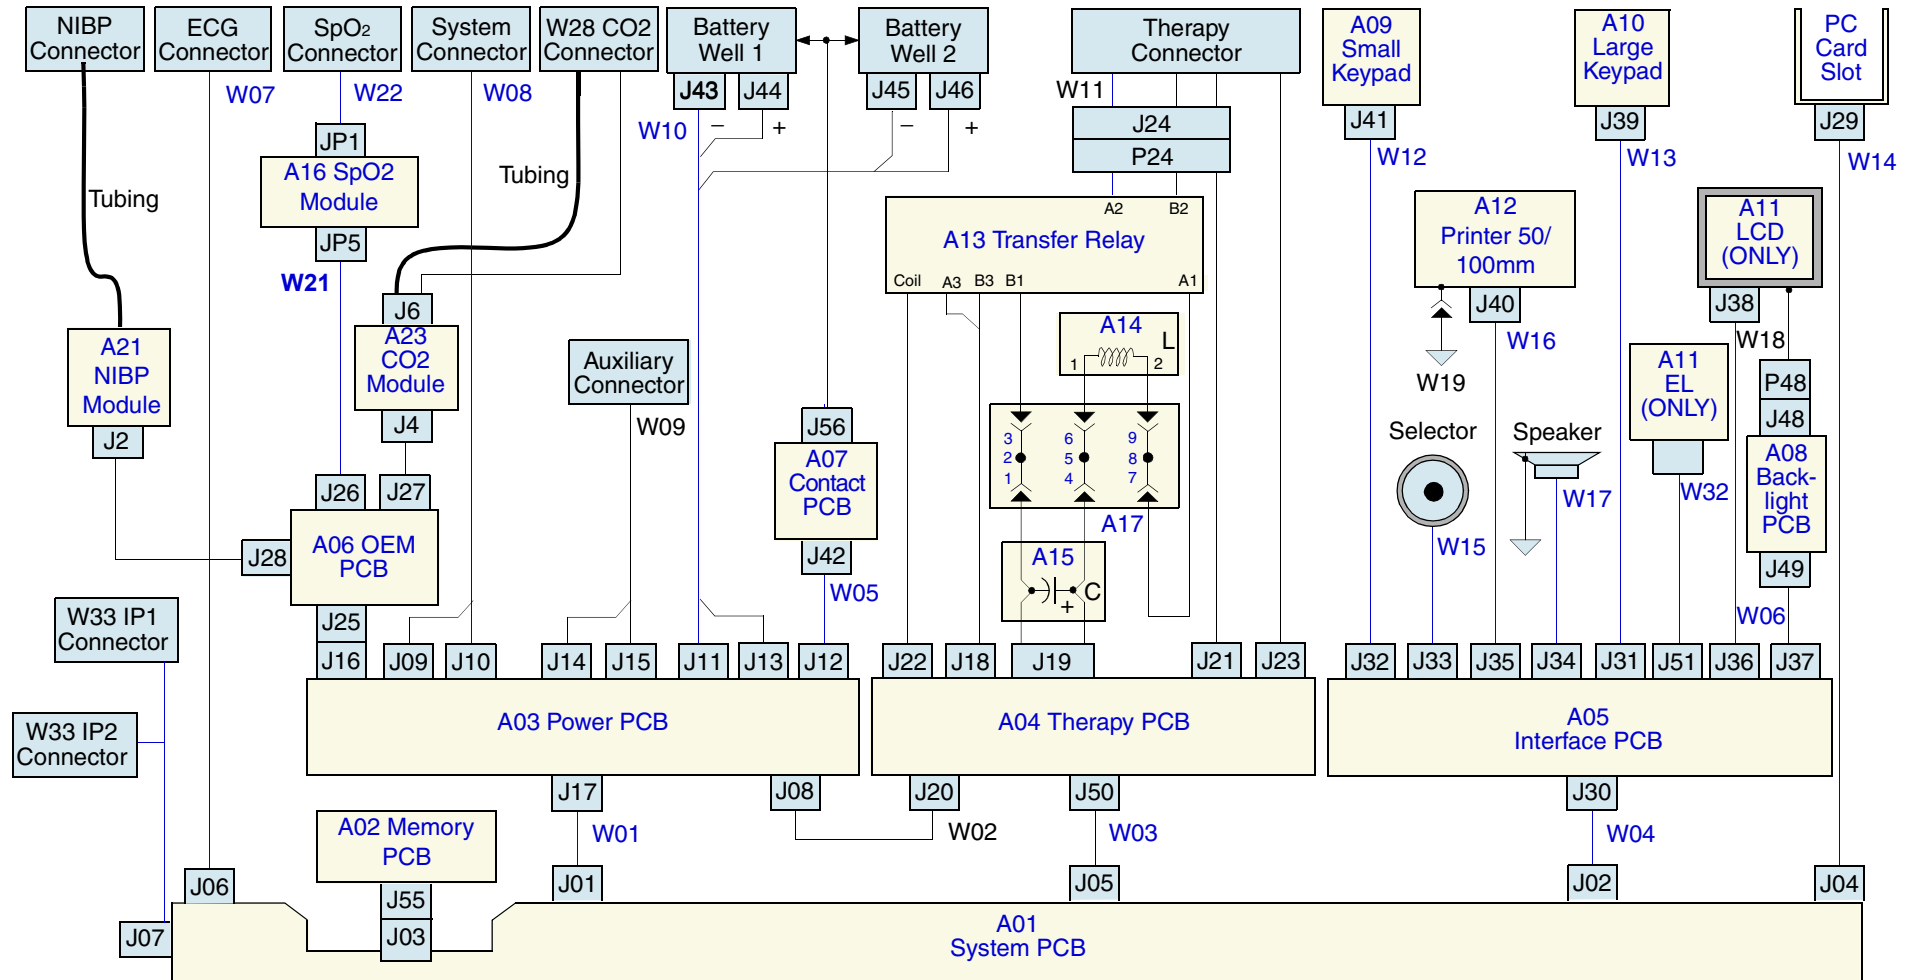 NIBP
Connector
ECG
Connector
SpO2
Connector
System
Connector
W28 CO2
Connector
Battery
Well 1
Battery
Well 2
Therapy
Connector
A09
Small
Keypad
A10
Large
Keypad
PC
Card
Slot
W07
W22
W08
J43
J44
J45
J46
W11
W10
–
+
–
+
J24
P24
J41
J39
J29
W12
W13
W14
JP1
A16 SpO2
Module
JP5
W21
Tubing
Tubing
A2
B2
A13 Transfer Relay
Coil
A3
B3
B1
A1
A12
Printer 50/
100mm
J40
W16
W19
A11
LCD
(ONLY)
J38
W18
A21
NIBP
Module
J2
J6
A23
CO2
Module
J4
Auxiliary
Connector
W09
A14
L
1
2
3
2
1
6
5
4
9
8
7
A17
A15
C
+
J56
A07
Contact
PCB
J42
W05
Selector
W15
Speaker
W17
A11
EL
(ONLY)
W32
P48
J48
A08
Back-
light
PCB
J49
W06
J26
J27
J28
A06 OEM
PCB
J25
W33 IP1
Connector
W33 IP2
Connector
J16
J09
J10
J14
J15
J11
J13
J12
J22
J18
J19
J21
J23
J32
J33
J35
J34
J31
J51
J36
J37
A03 Power PCB
A04 Therapy PCB
A05
Interface PCB
J17
J08
J20
J50
J30
W01
W02
W03
W04
A02 Memory
PCB
J55
J03
J06
J07
J01
J05
J02
J04
A01
System PCB